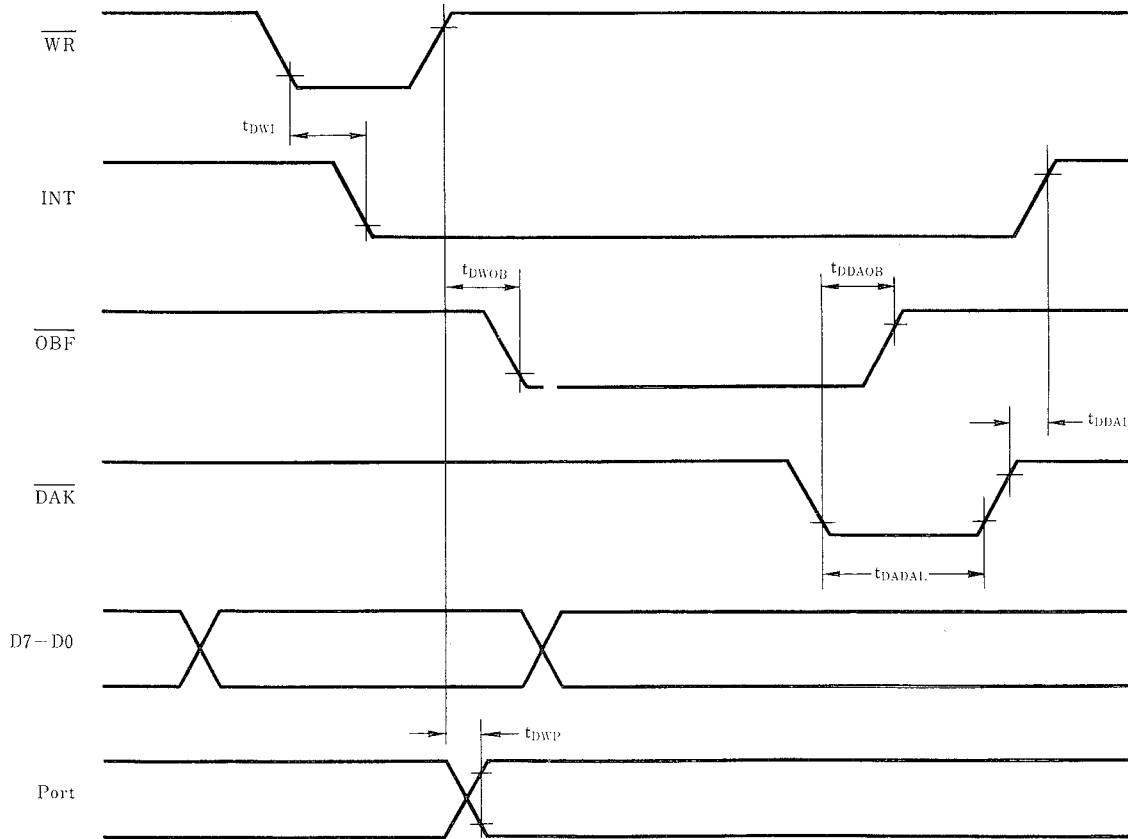 WR
tDWI
INT
tDWOB
tDDAOB
OBF
tDDAI
DAK
tDADAL
D7-D0
tDWP
Port